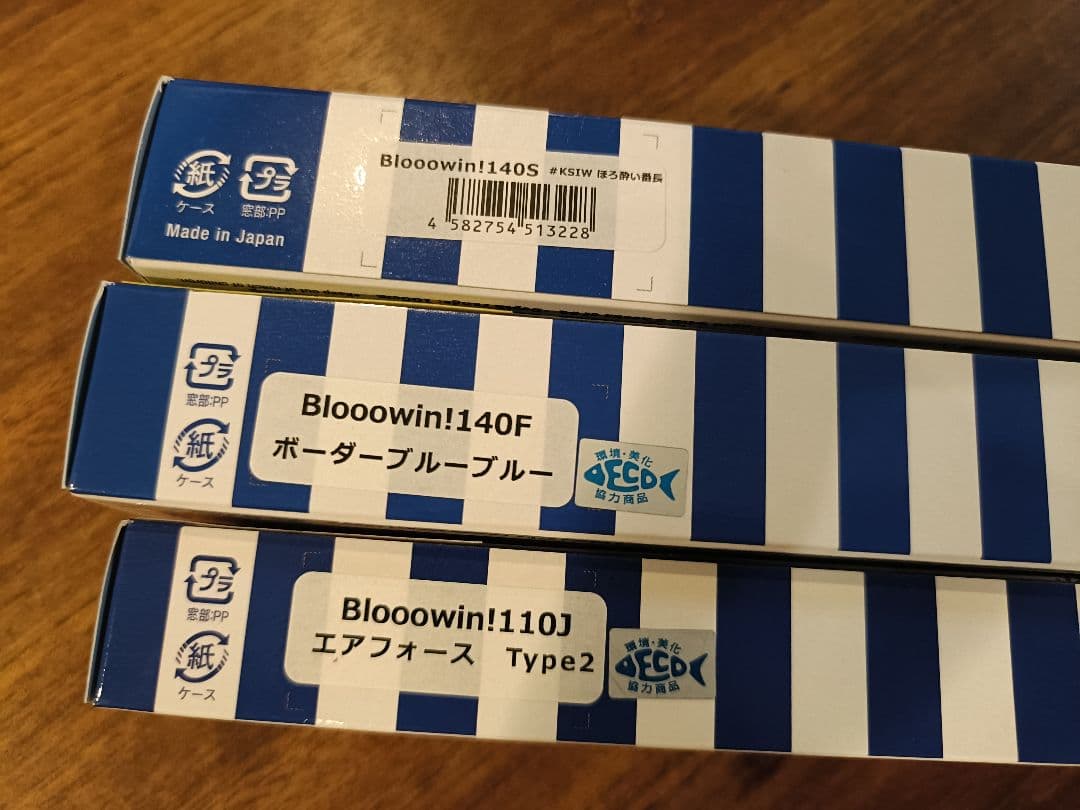 紙
ケース
プラ
窓部:PP
Made in Japan
Blooowin!140S #KSIW ほろ酔い番長
4 582754 513228
プラ
窓部:PP
紙
ケース
Blooowin!140F
ボーダーブルーブルー
環境・美化
ECO
協力商品
プラ
窓部:PP
紙
ケース
Blooowin!110J
エアフォース Type2
環境・美化
ECO
協力商品